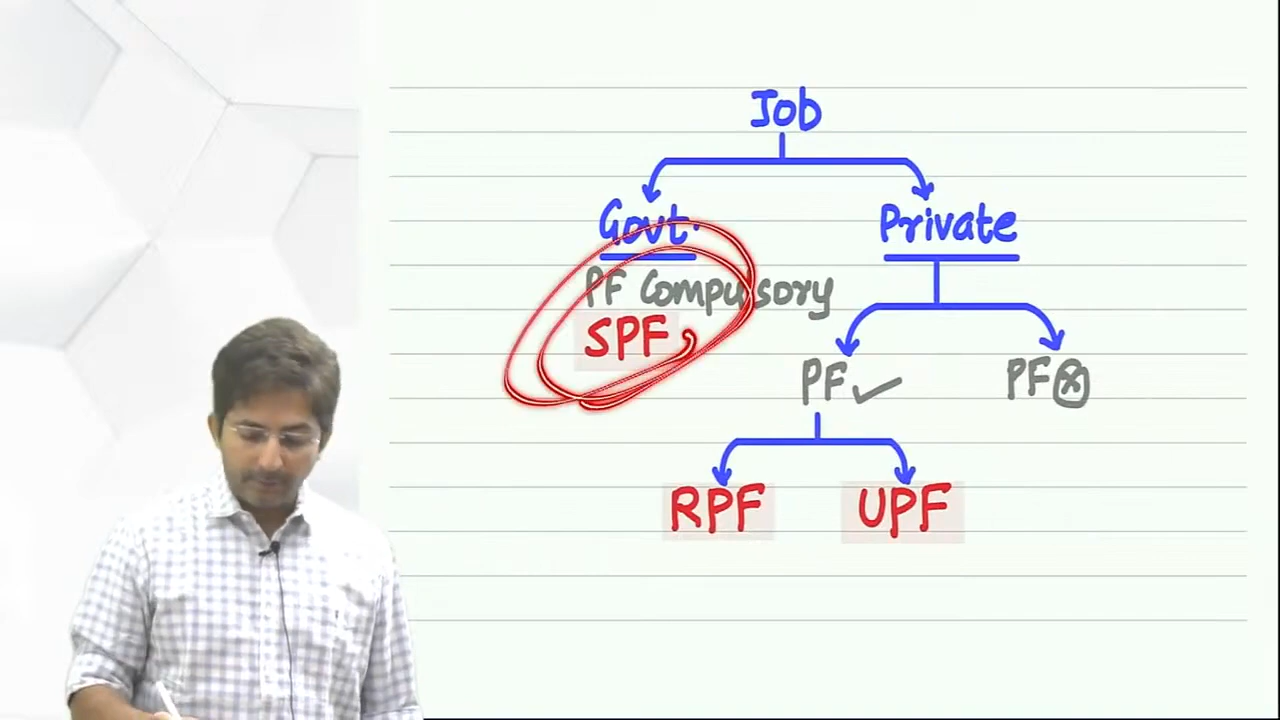 Job
Govt.
Private
PF Compulsory
SPF
PF ✓
PF ⓧ
RPF
UPF